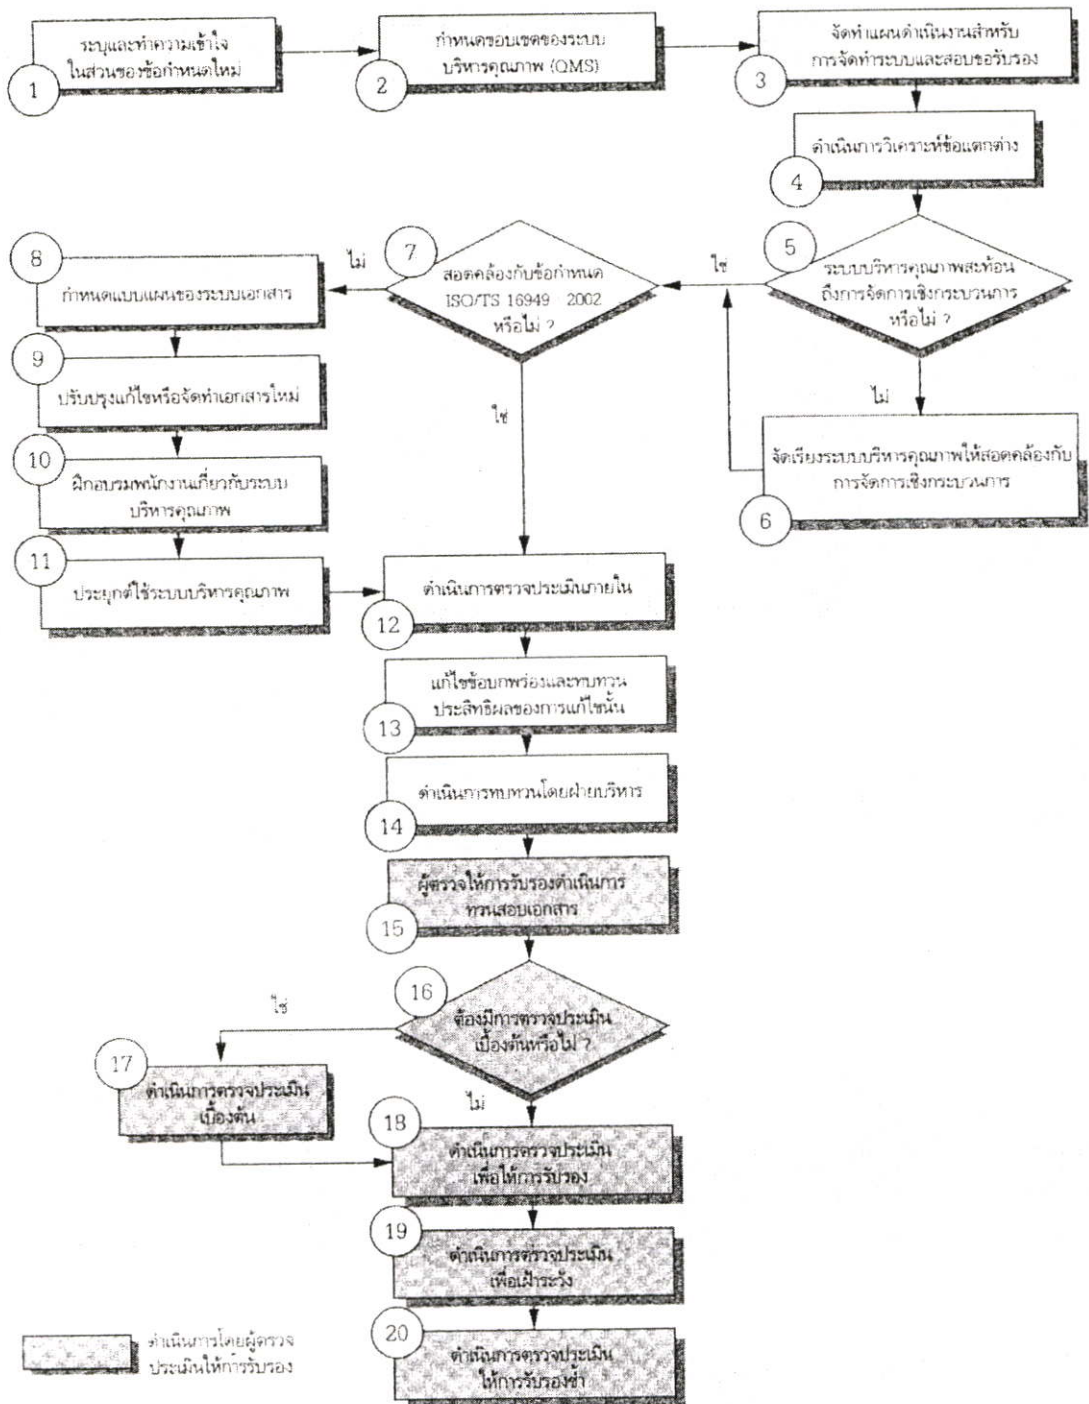 ระบุและทำความเข้าใจ
ในส่วนของข้อกำหนดใหม่
1
กำหนดขอบเขตของระบบ
บริหารคุณภาพ (QMS)
2
จัดทำแผนดำเนินงานสำหรับ
การจัดทำระบบและสอบขอรับรอง
3
ดำเนินการวิเคราะห์ข้อแตกต่าง
4
5
ระบบบริหารคุณภาพสะท้อน
ถึงการจัดการเชิงกระบวนการ
หรือไม่ ?
ใช่
ไม่
จัดเรียงระบบบริหารคุณภาพให้สอดคล้องกับ
การจัดการเชิงกระบวนการ
6
7
สอดคล้องกับข้อกำหนด
ISO/TS 16949 2002
หรือไม่ ?
ไม่
ใช่
8
กำหนดแบบแผนของระบบเอกสาร
9
ปรับปรุงแก้ไขหรือจัดทำเอกสารใหม่
10
ฝึกอบรมพนักงานเกี่ยวกับระบบ
บริหารคุณภาพ
11
ประยุกต์ใช้ระบบบริหารคุณภาพ
ดำเนินการตรวจประเมินภายใน
12
แก้ไขข้อบกพร่องและทบทวน
ประสิทธิผลของการแก้ไขนั้น
13
ดำเนินการทบทวนโดยฝ่ายบริหาร
14
ผู้ตรวจให้การรับรองดำเนินการ
ทวนสอบเอกสาร
15
16
ต้องมีการตรวจประเมิน
เบื้องต้นหรือไม่ ?
ใช่
ไม่
17
ดำเนินการตรวจประเมิน
เบื้องต้น
18
ดำเนินการตรวจประเมิน
เพื่อให้การรับรอง
19
ดำเนินการตรวจประเมิน
เพื่อเฝ้าระวัง
20
ดำเนินการตรวจประเมิน
ให้การรับรองซ้ำ
ดำเนินการโดยผู้ตรวจ
ประเมินให้การรับรอง